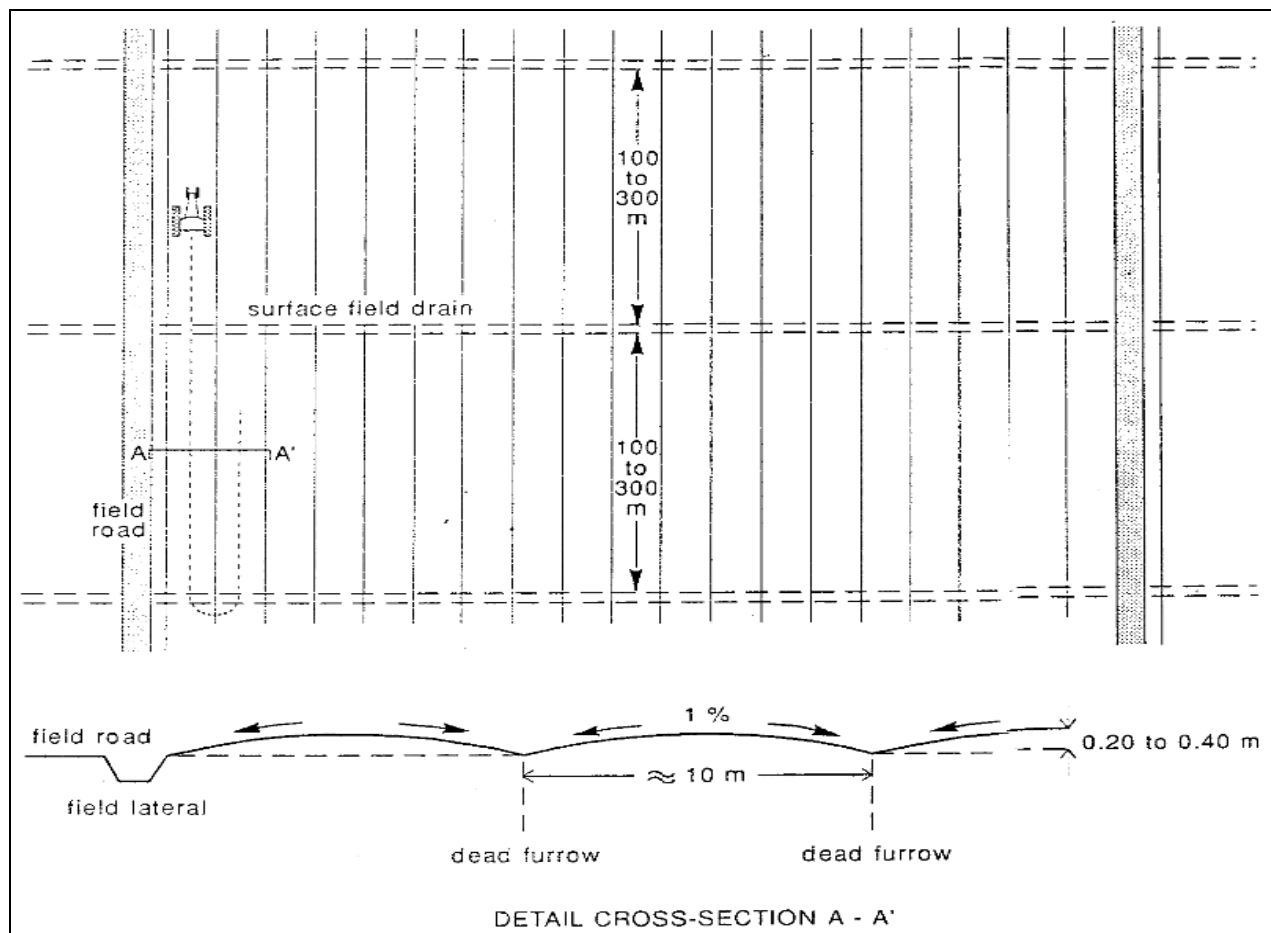 100
to
300
m
surface field drain
A
A'
100
to
300
m
field
road
1 %
field road
0.20 to 0.40 m
≈ 10 m
field lateral
dead furrow
dead furrow
DETAIL CROSS-SECTION A - A'